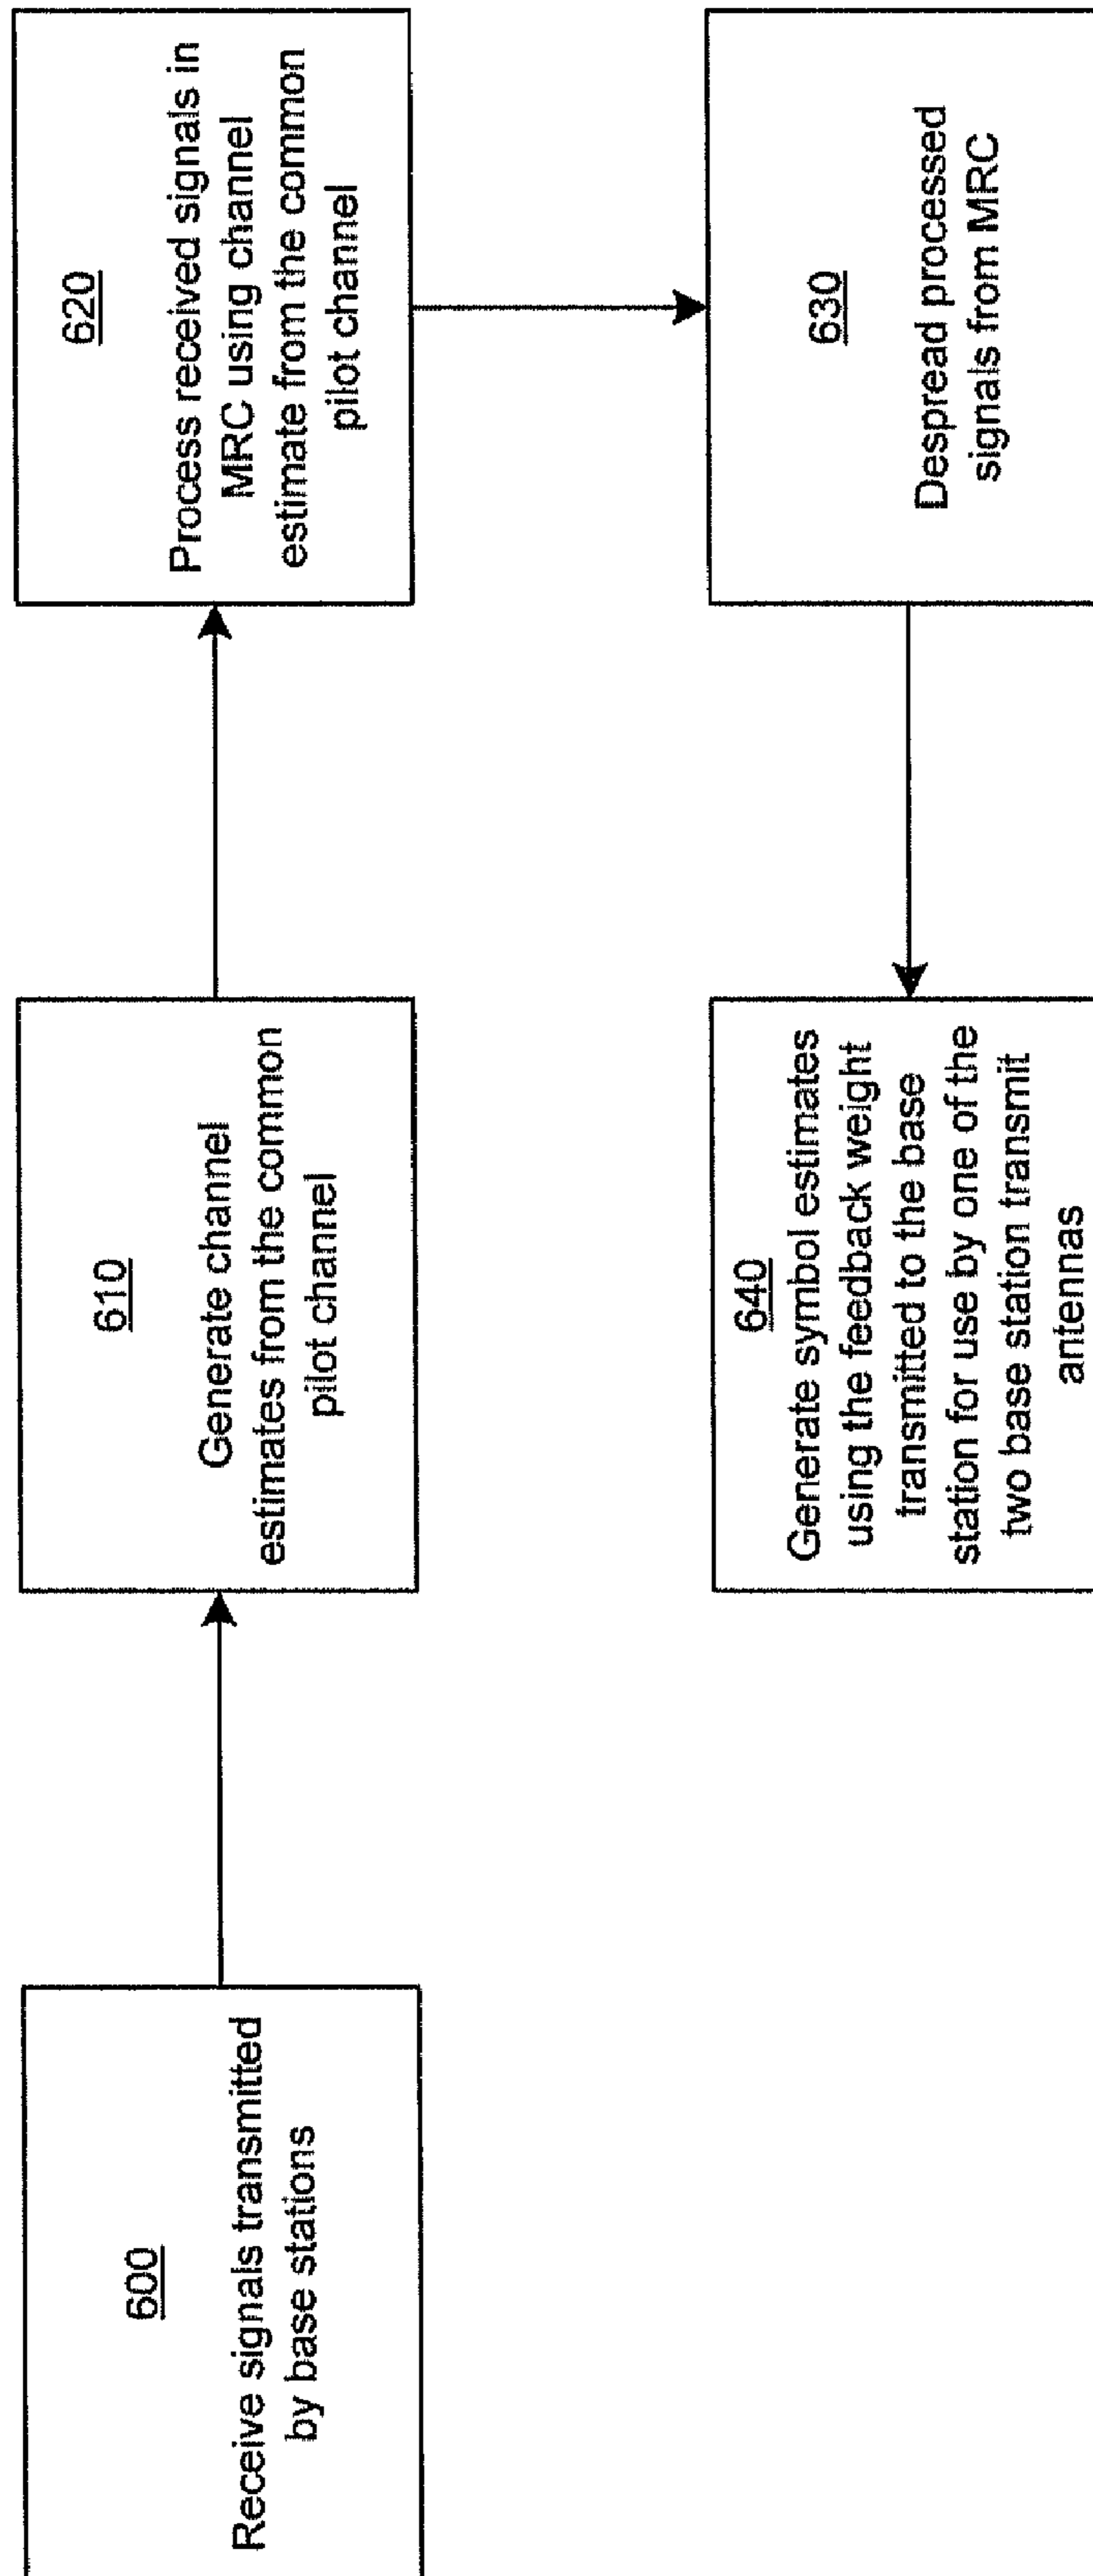 600
Receive signals transmitted
by base stations
610
Generate channel
estimates from the common
pilot channel
620
Process received signals in
MRC using channel
estimate from the common
pilot channel
630
Despread processed
signals from MRC
640
Generate symbol estimates
using the feedback weight
transmitted to the base
station for use by one of the
two base station transmit
antennas